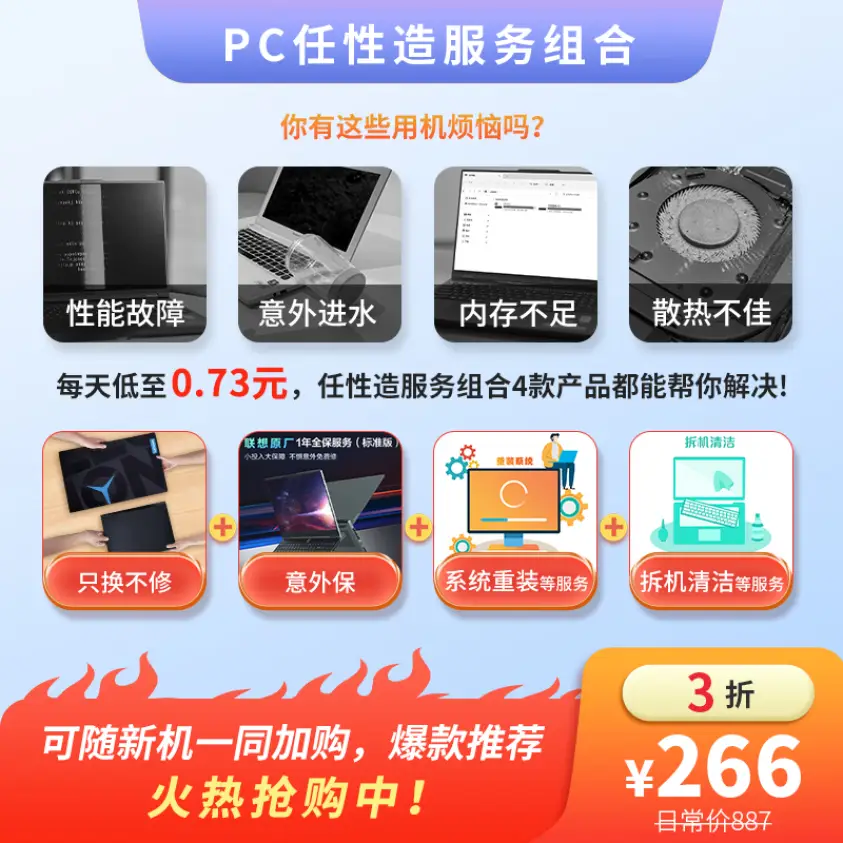 PC任性造服务组合
你有这些用机烦恼吗？
性能故障
意外进水
内存不足
散热不佳
每天低至0.73元，任性造服务组合4款产品都能帮你解决！
联想原厂1年全保服务（标准版）
小投入大保障 不惧意外免费修
重装系统
拆机清洁
只换不修
+
意外保
+
系统重装等服务
+
拆机清洁等服务
可随新机一同加购，爆款推荐
火热抢购中！
3折
¥266
日常价887